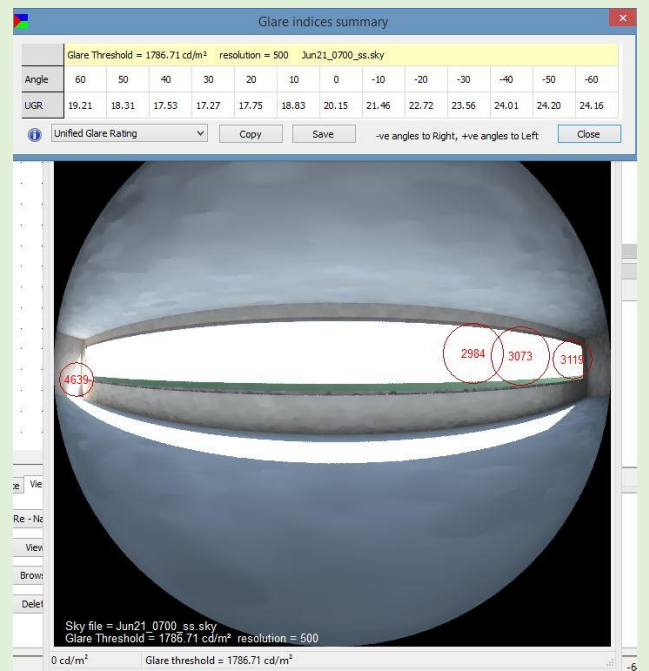 Glare indices summary
Glare Threshold = 1786.71 cd/m² resolution = 500 Jun21_0700_ss.sky
Angle 60 50 40 30 20 10 0 -10 -20 -30 -40 -50 -60
UGR 19.21 18.31 17.53 17.27 17.75 18.83 20.15 21.46 22.72 23.56 24.01 24.20 24.16
Unified Glare Rating Copy Save -ve angles to Right, +ve angles to Left Close
2984 3073 3119
4639
Vie
Re - Na
View
Brows
Delet
Sky file = Jun21_0700_ss.sky
Glare Threshold = 1786.71 cd/m² resolution = 500
0 cd/m² Glare threshold = 1786.71 cd/m²